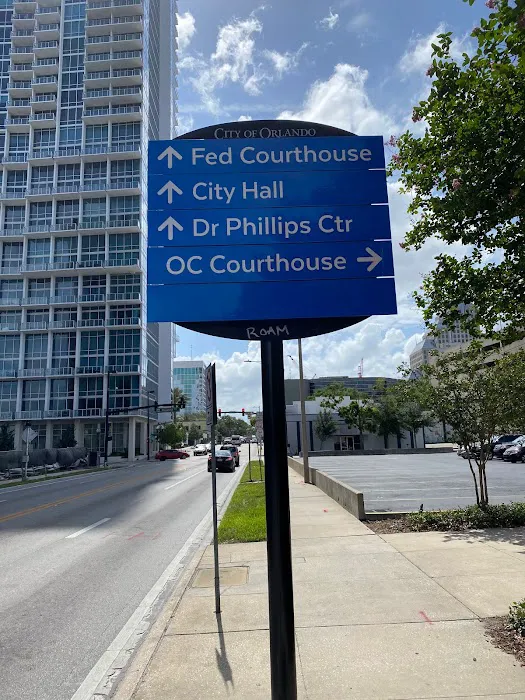 CITY OF ORLANDO
↑ Fed Courthouse
↑ City Hall
↑ Dr Phillips Ctr
OC Courthouse →
ROAM